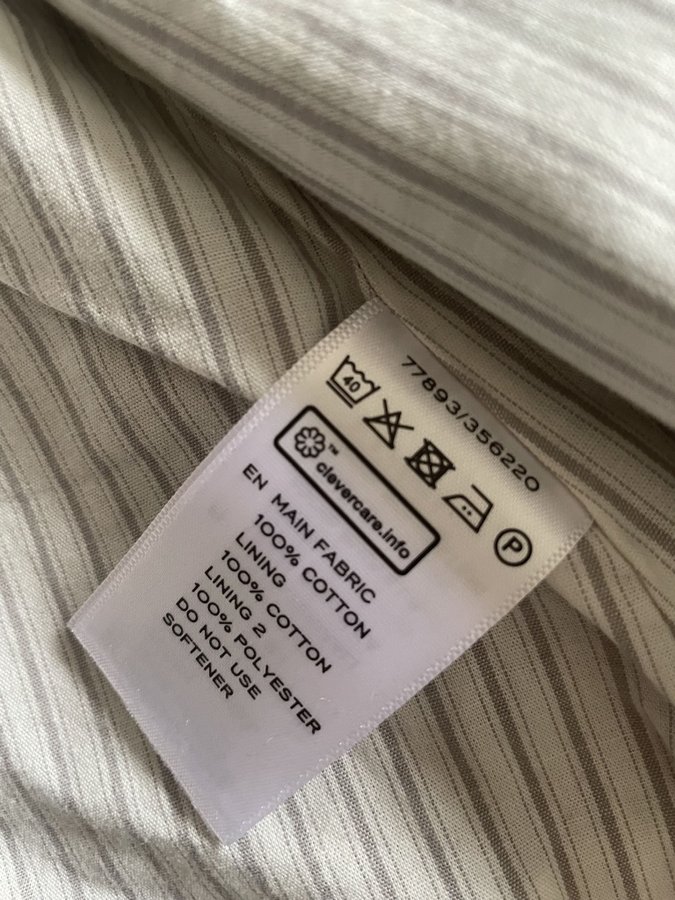 77893/356220
40
P
™
clevercare.info
EN MAIN FABRIC
100% COTTON
LINING
100% COTTON
LINING 2
100% POLYESTER
DO NOT USE
SOFTENER